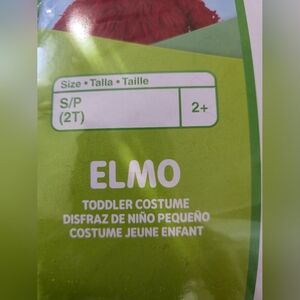 Size • Talla • Taille
S/P
(2T)
2+
ELMO
TODDLER COSTUME
DISFRAZ DE NIÑO PEQUEÑO
COSTUME JEUNE ENFANT